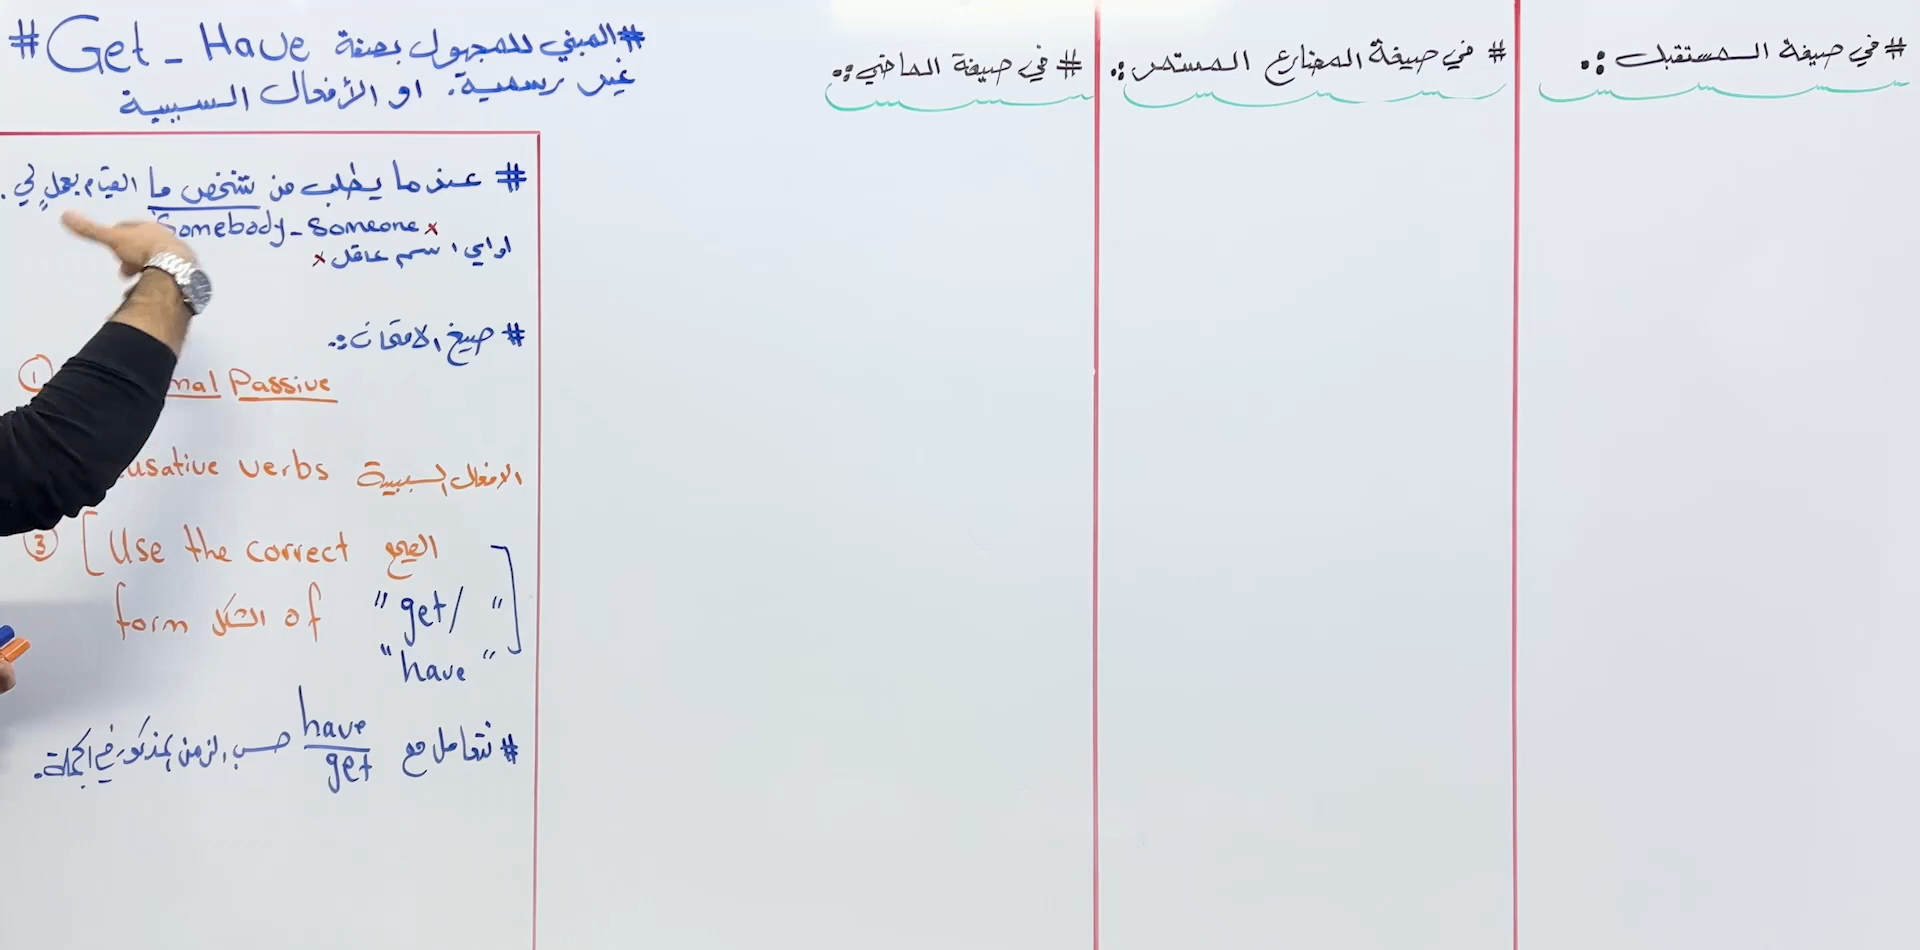 # المبني للمجهول بصفة Get - Have #
غير رسمية. او الأفعال السببية
# عندما يطلب من شخص ما القيام بعملٍ لي.
Somebody - Someone x
او اي اسم عاقل x
# صيغ الامتحان :.
① nal Passive
usative verbs الافعال السببية
③ [Use the correct الصحيح
form الشكل of "get/ "
"have"]
# نتعامل مع have/get حسب الزمن المذكور في الجملة.
# في صيغة الماضي :.
# في صيغة المضارع المستمر :.
# في صيغة المستقبل :.